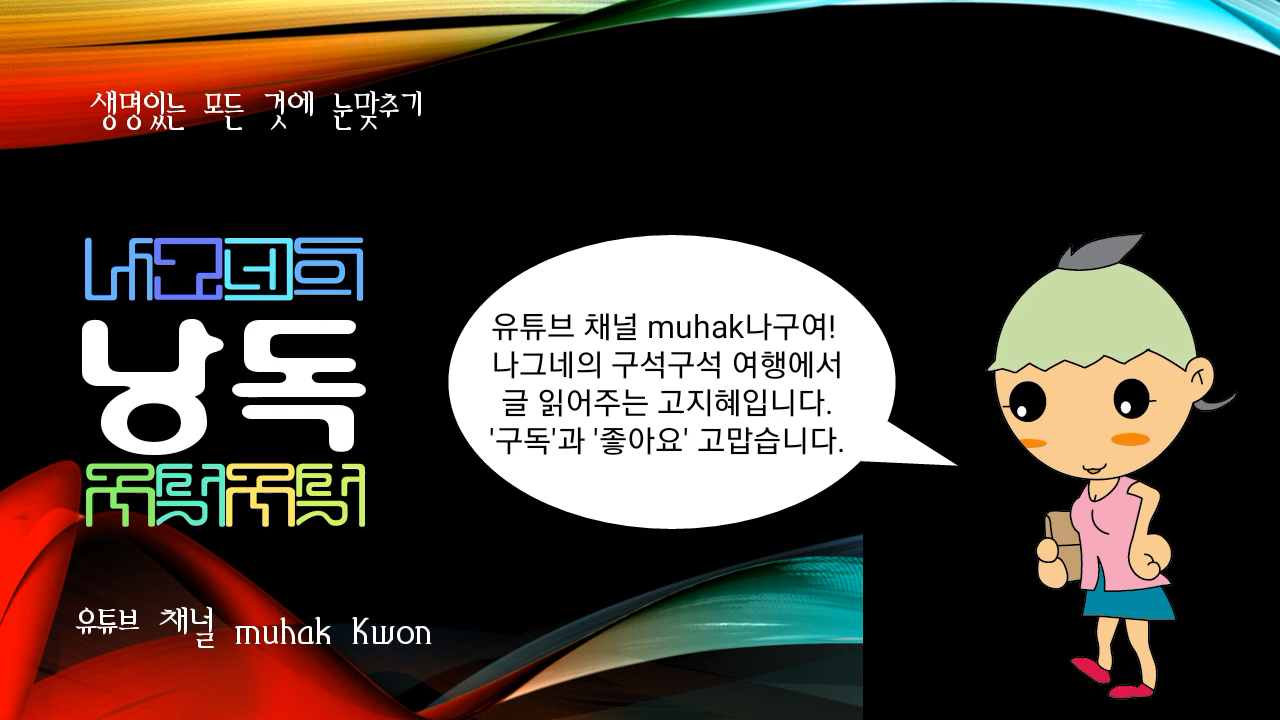 생명있는 모든 것에 눈맞추기
나그네의
낭독
구석구석
유튜브 채널 muhak나구여!
나그네의 구석구석 여행에서
글 읽어주는 고지혜입니다.
'구독'과 '좋아요' 고맙습니다.
유튜브 채널 muhak Kwon